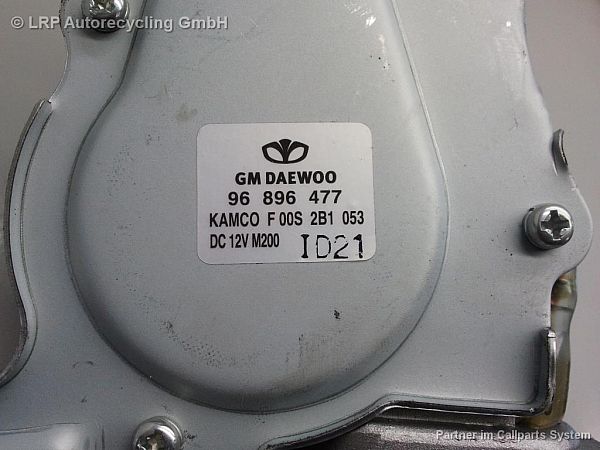 © LRP Autorecycling GmbH
GM DAEWOO
96 896 477
KAMCO F 00S 2B1 053
DC 12V M200 ID21
Partner im Callparts System